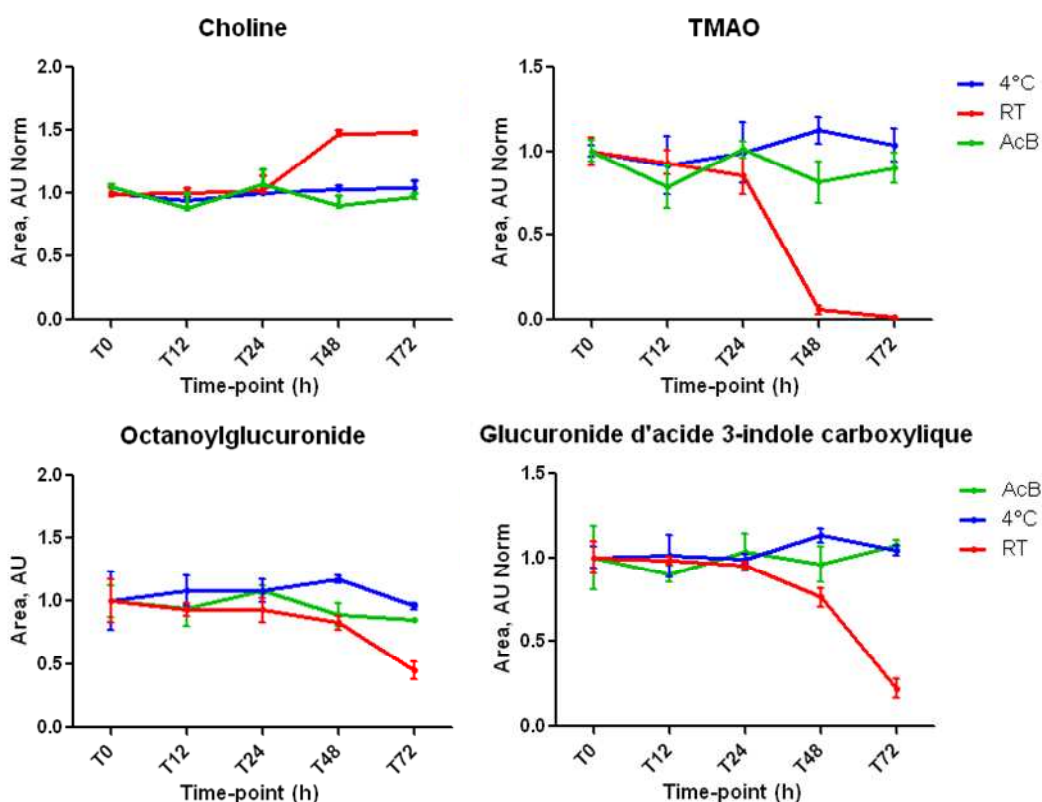 Choline
2.0
1.5
1.0
0.5
0.0
Area, AU Norm
T0
T12
T24
T48
T72
Time-point (h)
TMAO
1.5
1.0
0.5
0.0
Area, AU Norm
T0
T12
T24
T48
T72
Time-point (h)
4°C
RT
AcB
Octanoylglucuronide
2.0
1.5
1.0
0.5
0.0
Area, AU
T0
T12
T24
T48
T72
Time-point (h)
Glucuronide d'acide 3-indole carboxylique
1.5
1.0
0.5
0.0
Area, AU Norm
T0
T12
T24
T48
T72
Time-point (h)
AcB
4°C
RT